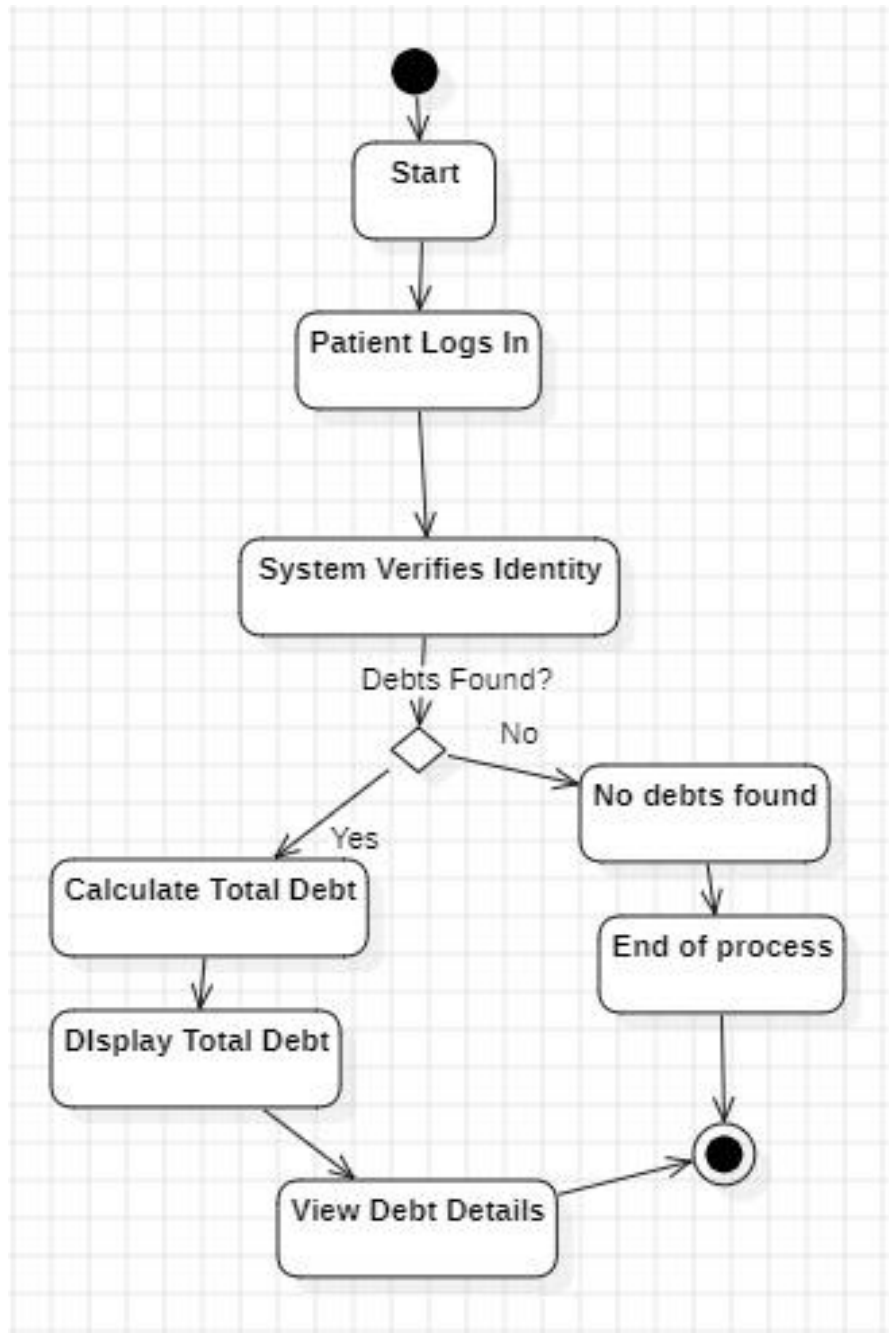 Start
Patient Logs In
System Verifies Identity
Debts Found?
No
No debts found
Yes
Calculate Total Debt
End of process
DIsplay Total Debt
View Debt Details